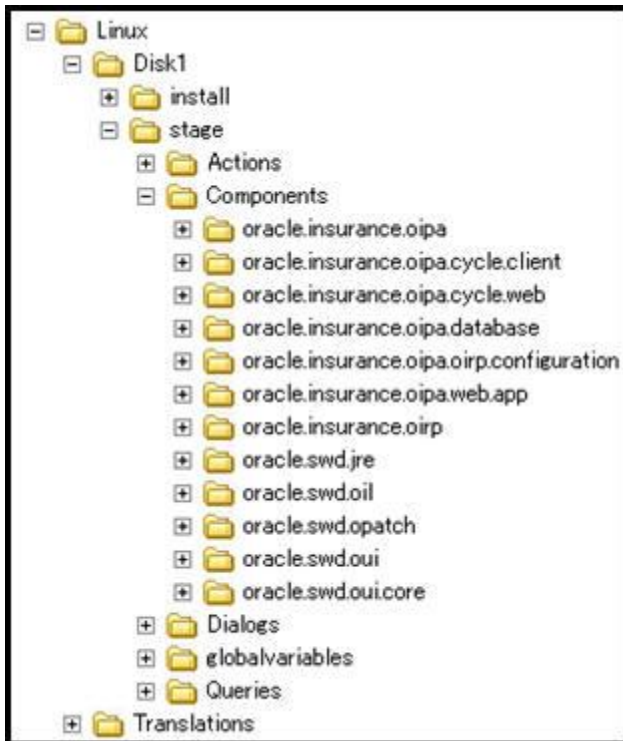 Linux
Disk1
install
stage
Actions
Components
oracle.insurance.oipa
oracle.insurance.oipa.cycle.client
oracle.insurance.oipa.cycle.web
oracle.insurance.oipa.database
oracle.insurance.oipa.oirp.configuration
oracle.insurance.oipa.web.app
oracle.insurance.oirp
oracle.swd.jre
oracle.swd.oil
oracle.swd.opatch
oracle.swd.oui
oracle.swd.oui.core
Dialogs
globalvariables
Queries
Translations